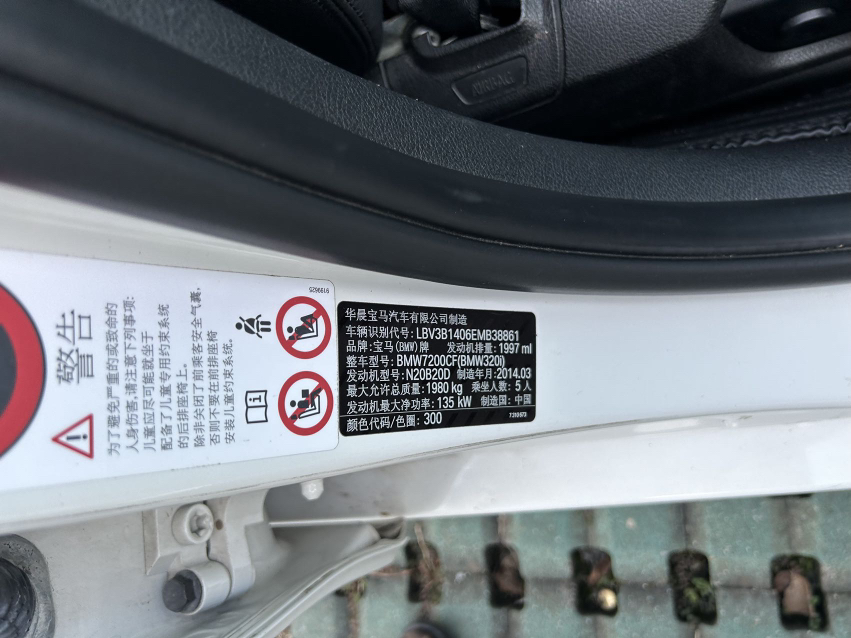 华晨宝马汽车有限公司制造
车辆识别代号: LBV3B1406EMB38861
品牌: 宝马(BMW)牌 发动机排量: 1997 ml
整车型号: BMW7200CF(BMW320i)
发动机型号: N20B20D 制造年月: 2014.03
最大允许总质量: 1980 kg 乘坐人数: 5 人
发动机最大净功率: 135 kW 制造国: 中国
颜色代码/色圈: 300
7310573
警告
为了避免严重的或致命的
人身伤害,请注意下列事项:
儿童应尽可能就坐于
配备了儿童专用约束系统
的后排座椅上。
除非关闭了前乘客安全气囊,
否则不要在前排座椅
安装儿童约束系统。
9199625
AIRBAG